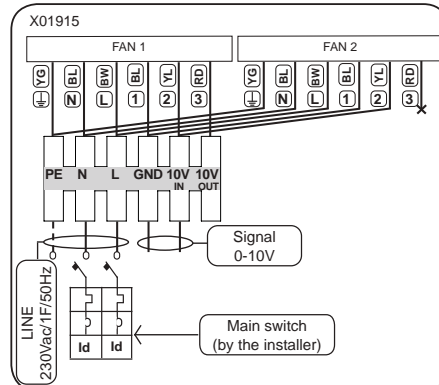 X01915
FAN 1
FAN 2
YG BL BW BL YL RD
N L 1 2 3
YG BL BW BL YL RD
N L 1 2 3
PE N L GND 10V 10V
IN OUT
Signal
0-10V
LINE
230Vac/1F/50Hz
Id Id
Main switch
(by the installer)